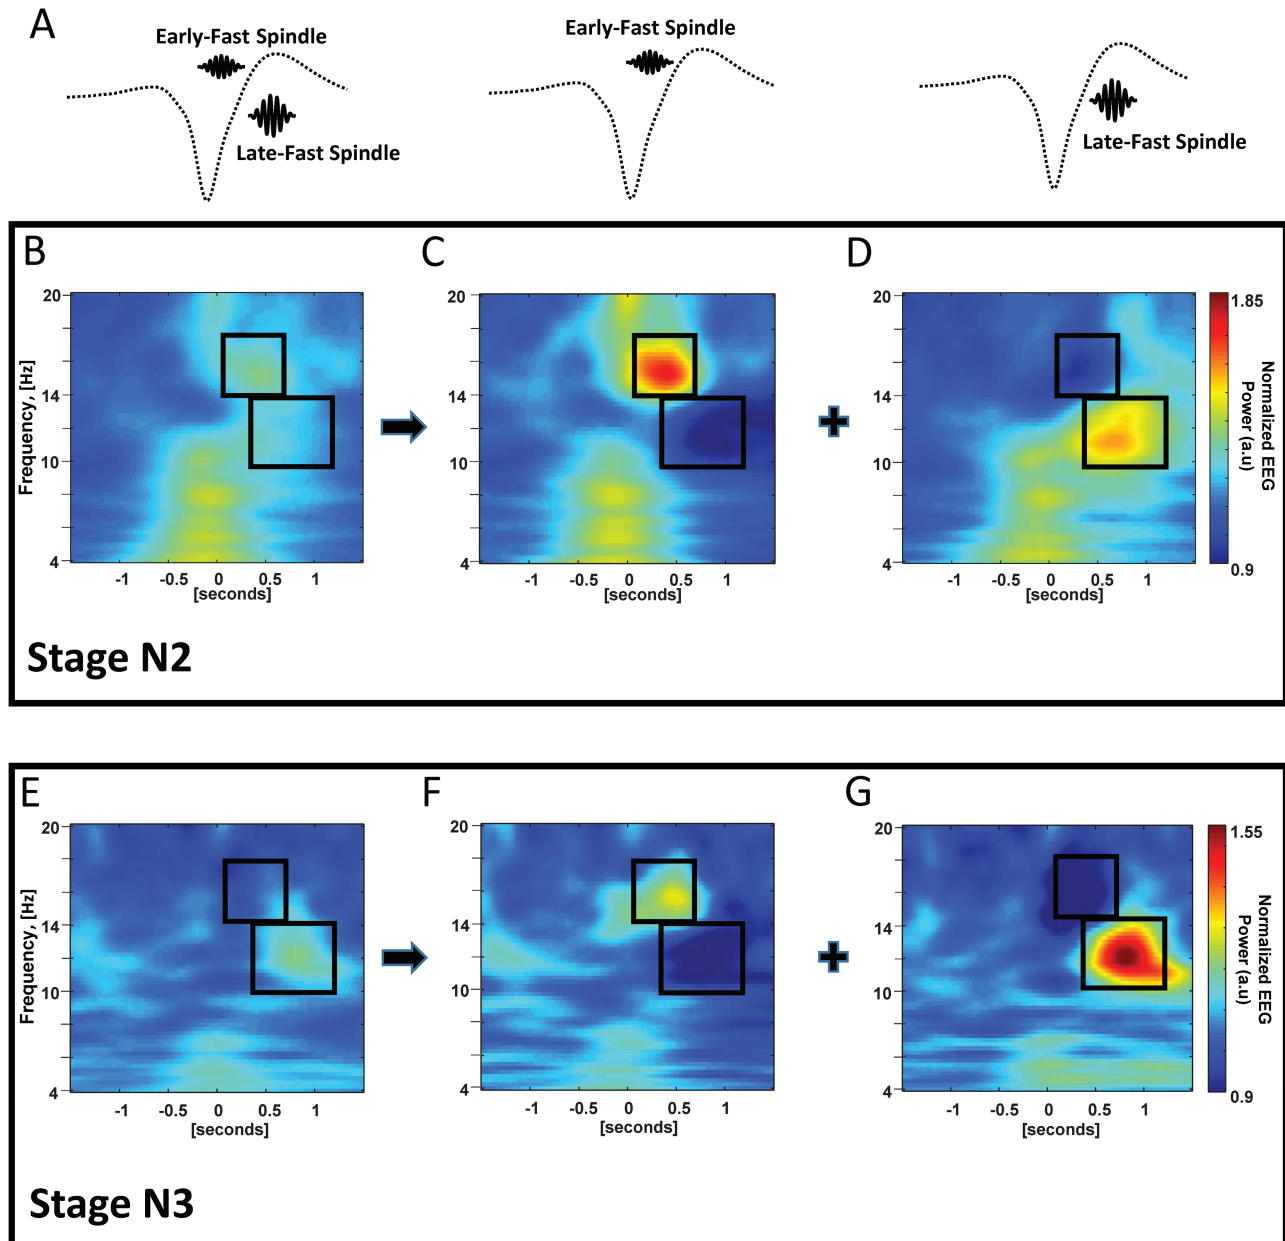 A
Early-Fast Spindle
Late-Fast Spindle
Early-Fast Spindle
Late-Fast Spindle
B
20
14
10
4
Frequency, [Hz]
-1 -0.5 0 0.5 1
[seconds]
C
20
14
10
4
-1 -0.5 0 0.5 1
[seconds]
D
20
14
10
4
-1 -0.5 0 0.5 1
[seconds]
1.85
0.9
Normalized EEG
Power (a.u)
Stage N2
E
20
14
10
4
Frequency, [Hz]
-1 -0.5 0 0.5 1
[seconds]
F
20
14
10
4
-1 -0.5 0 0.5 1
[seconds]
G
20
14
10
4
-1 -0.5 0 0.5 1
[seconds]
1.55
0.9
Normalized EEG
Power (a.u)
Stage N3